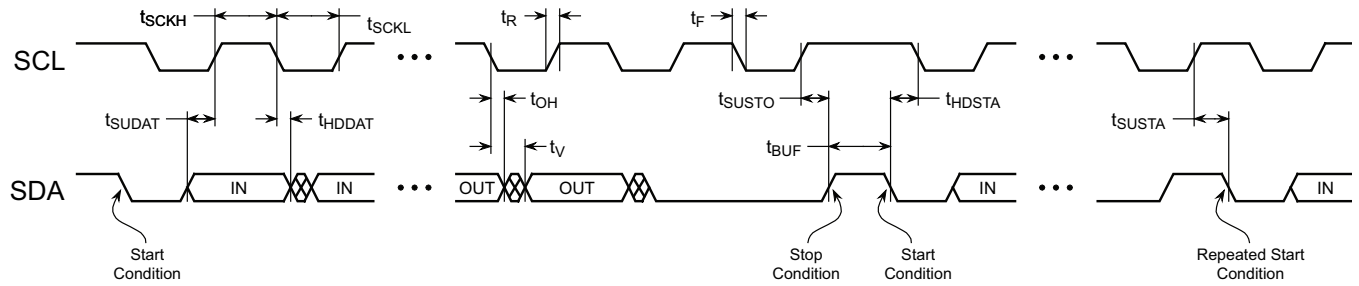 tSCKH
tSCKL
tR
tF
SCL
tSUDAT
tHDDAT
tOH
tV
tSUSTO
tHDSTA
tBUF
tSUSTA
SDA
IN
IN
OUT
OUT
IN
IN
Start
Condition
Stop
Condition
Start
Condition
Repeated Start
Condition